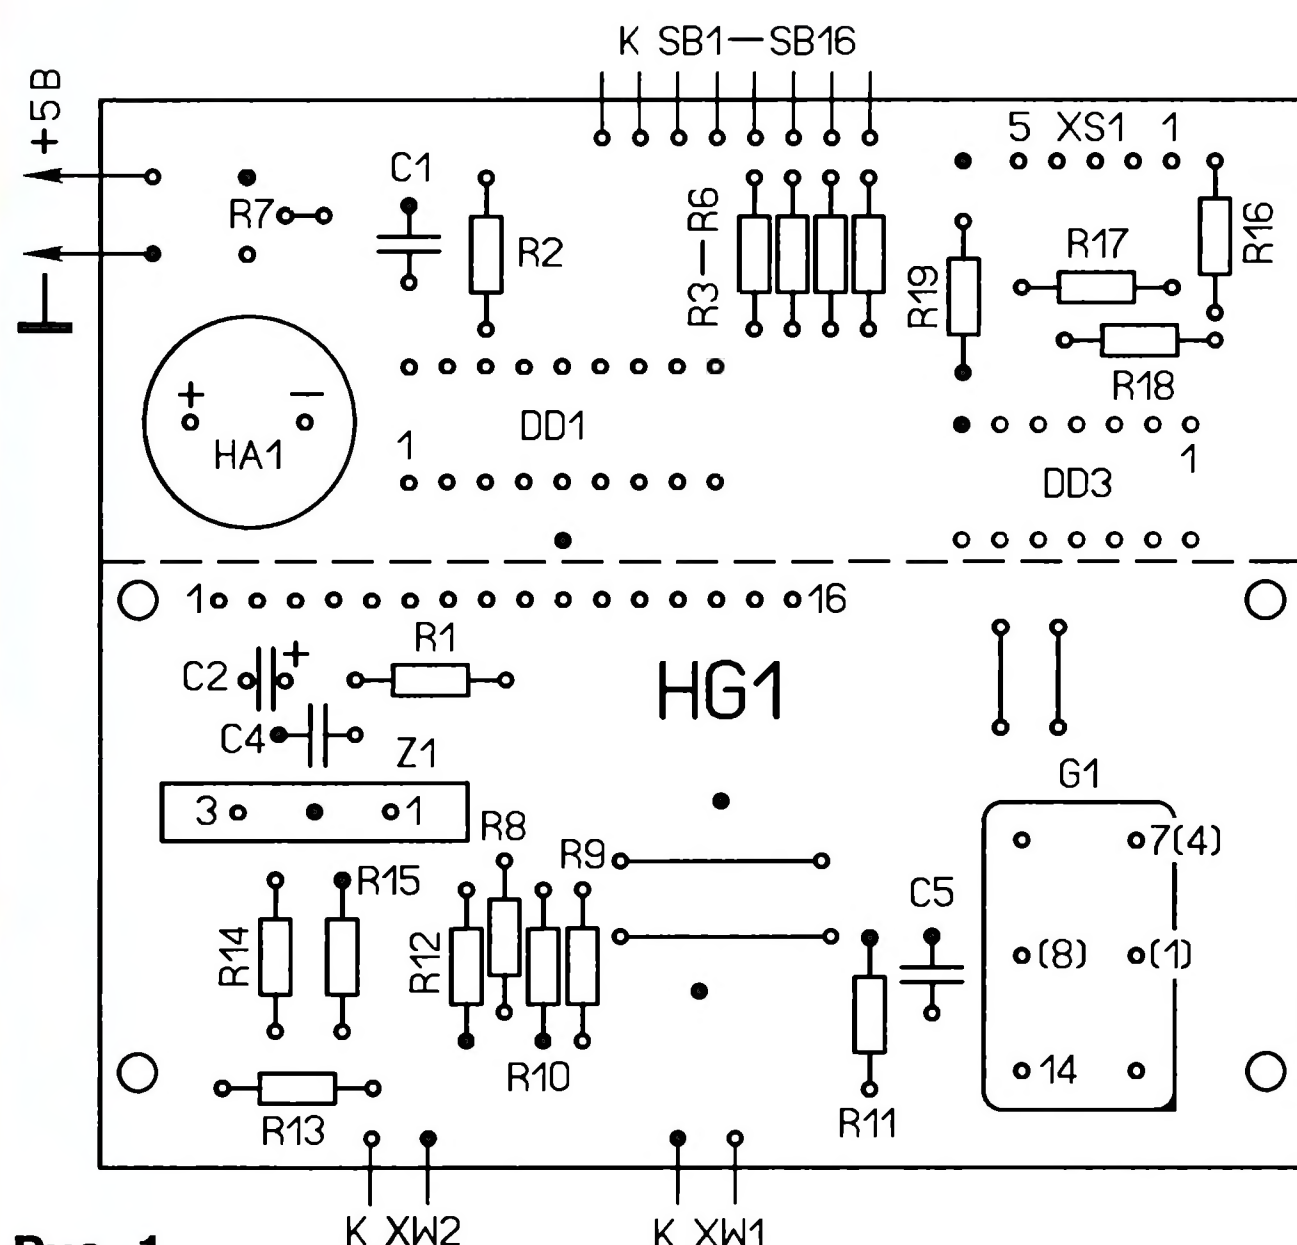 К SB1—SB16
+5В
5 XS1 1
C1
R7
R2
R3—R6
R19
R17
R16
R18
+ −
HA1
1
DD1
1
DD3
1 16
R1
C2 +
C4
Z1
HG1
G1
3 1
R8
R9
7(4)
R15
C5
R14
R12
(8) (1)
14
R10
R13
R11
К XW2
К XW1